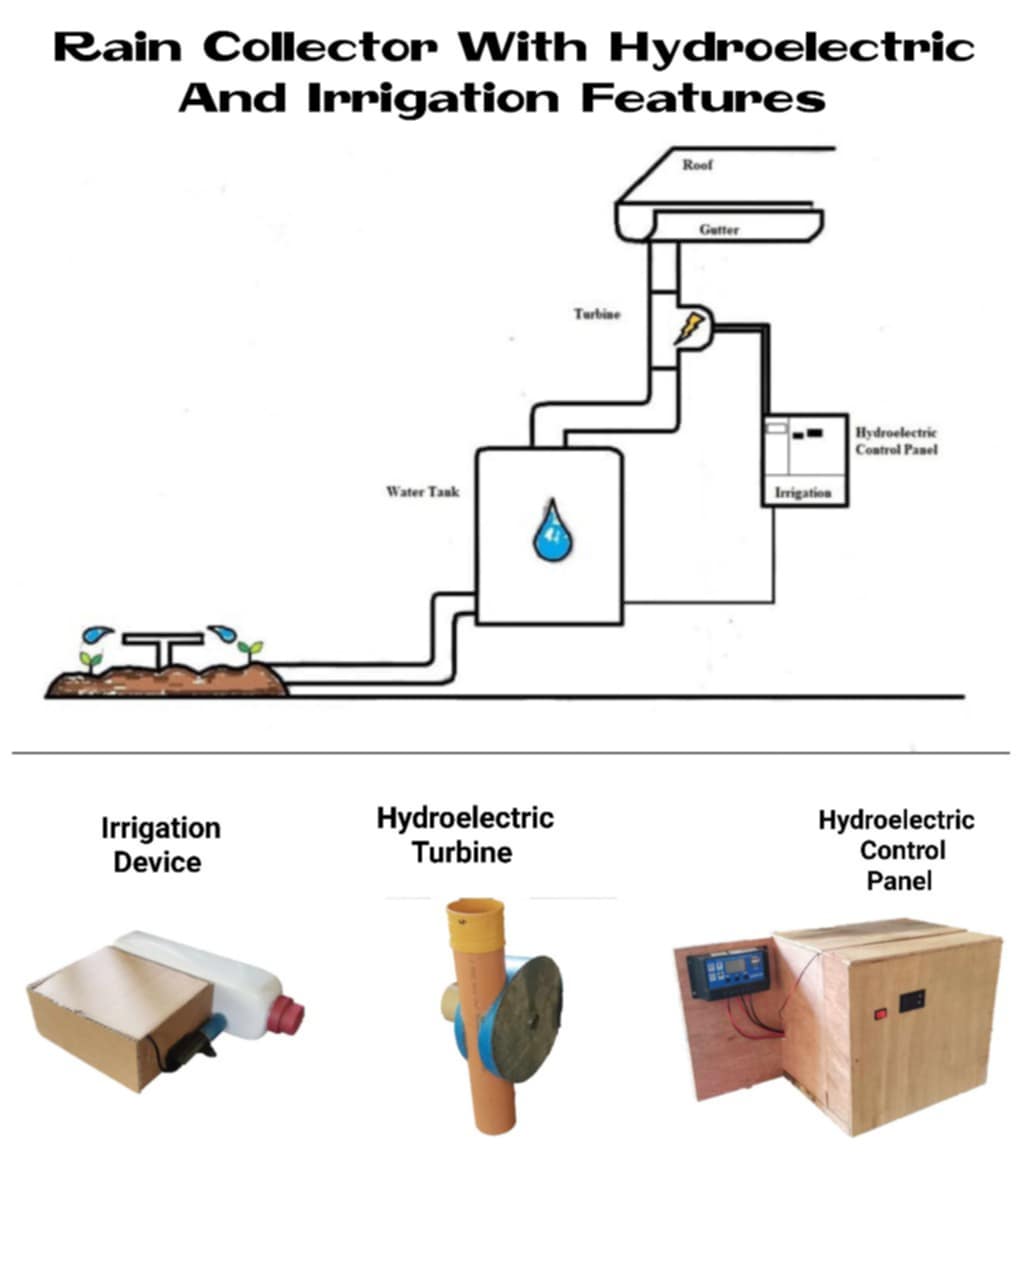 Rain Collector With Hydroelectric
And Irrigation Features
Roof
Gutter
Turbine
Hydroelectric
Control Panel
Water Tank
Irrigation
Irrigation
Device
Hydroelectric
Turbine
Hydroelectric
Control
Panel